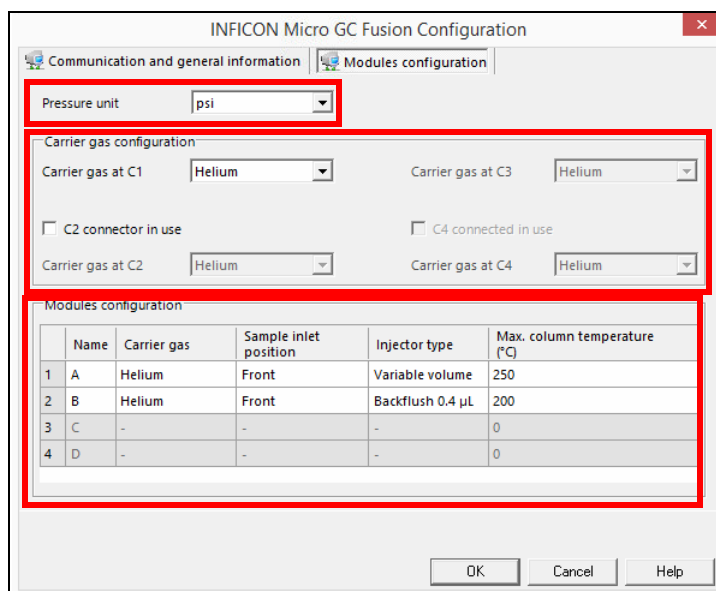 INFICON Micro GC Fusion Configuration
Communication and general information Modules configuration
Pressure unit psi
Carrier gas configuration
Carrier gas at C1 Helium Carrier gas at C3 Helium
C2 connector in use C4 connected in use
Carrier gas at C2 Helium Carrier gas at C4 Helium
Modules configuration
Name Carrier gas Sample inlet position Injector type Max. column temperature (°C)
1 A Helium Front Variable volume 250
2 B Helium Front Backflush 0.4 µL 200
3 C - - - 0
4 D - - - 0
OK Cancel Help